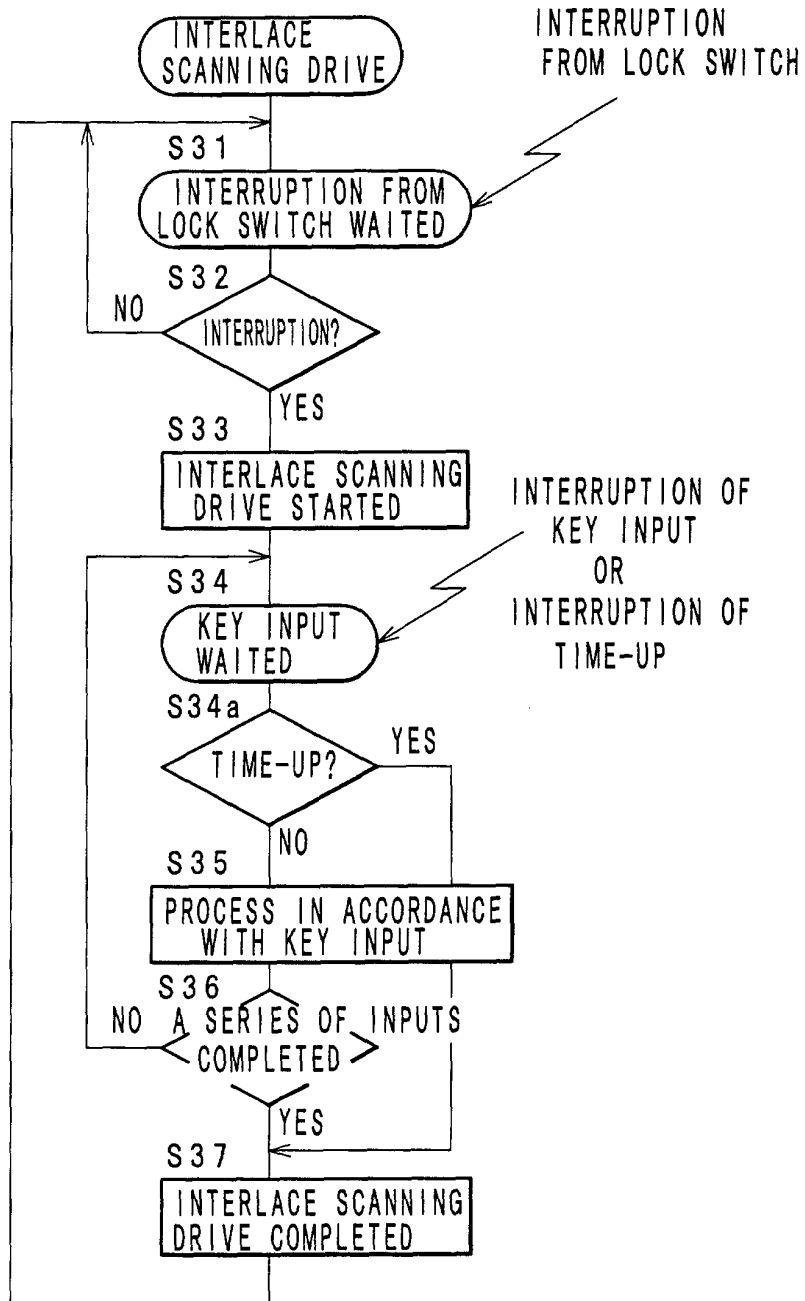 INTERLACE
SCANNING DRIVE
INTERRUPTION
FROM LOCK SWITCH
S31
INTERRUPTION FROM
LOCK SWITCH WAITED
S32
NO
INTERRUPTION?
YES
S33
INTERLACE SCANNING
DRIVE STARTED
INTERRUPTION OF
KEY INPUT
OR
INTERRUPTION OF
TIME-UP
S34
KEY INPUT
WAITED
S34a
YES
TIME-UP?
NO
S35
PROCESS IN ACCORDANCE
WITH KEY INPUT
S36
NO A SERIES OF INPUTS
COMPLETED
YES
S37
INTERLACE SCANNING
DRIVE COMPLETED